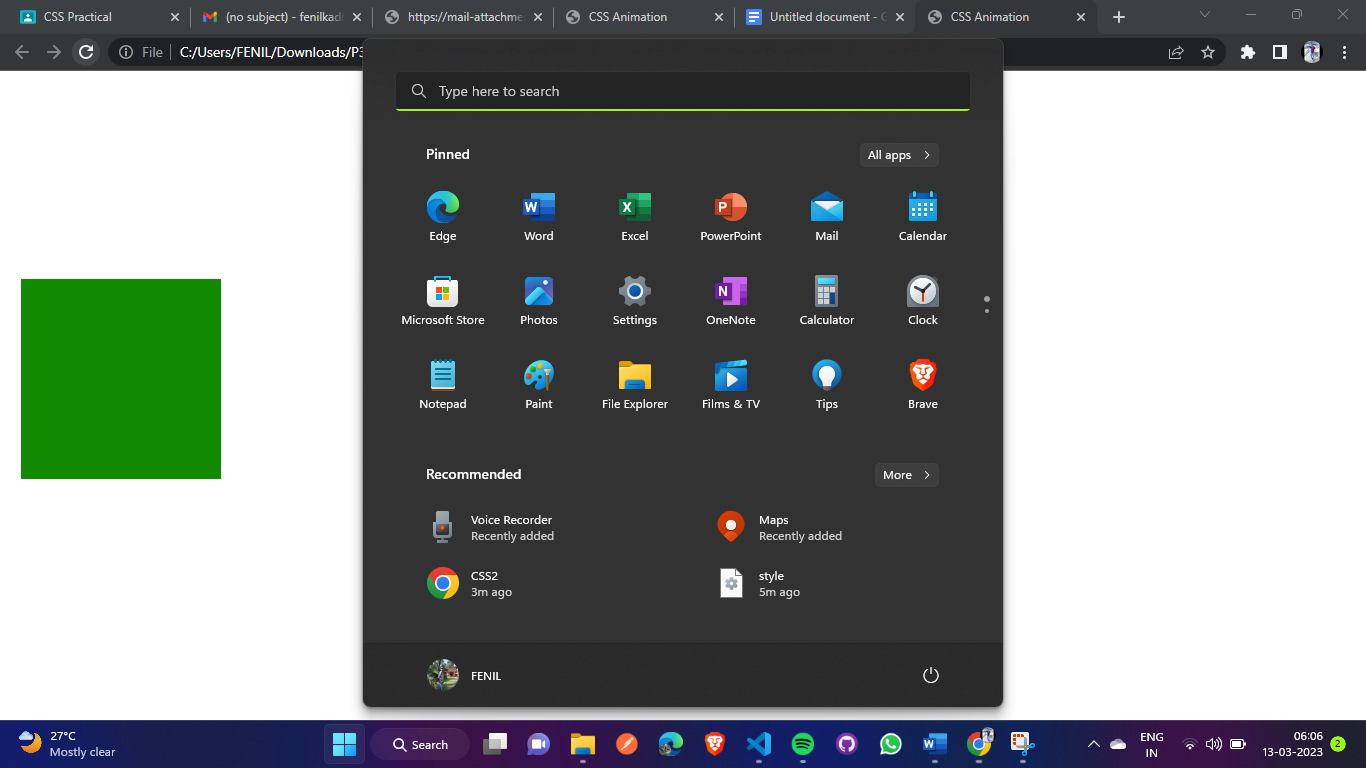 CSS Practical
(no subject) - fenilkadl
https://mail-attachme
CSS Animation
Untitled document - G
CSS Animation
File
C:/Users/FENIL/Downloads/P3
Type here to search
Pinned
All apps
Edge
Word
Excel
PowerPoint
Mail
Calendar
Microsoft Store
Photos
Settings
OneNote
Calculator
Clock
Notepad
Paint
File Explorer
Films & TV
Tips
Brave
Recommended
More
Voice Recorder
Recently added
Maps
Recently added
CSS2
3m ago
style
5m ago
FENIL
27°C
Mostly clear
Search
ENG
IN
06:06
13-03-2023
2